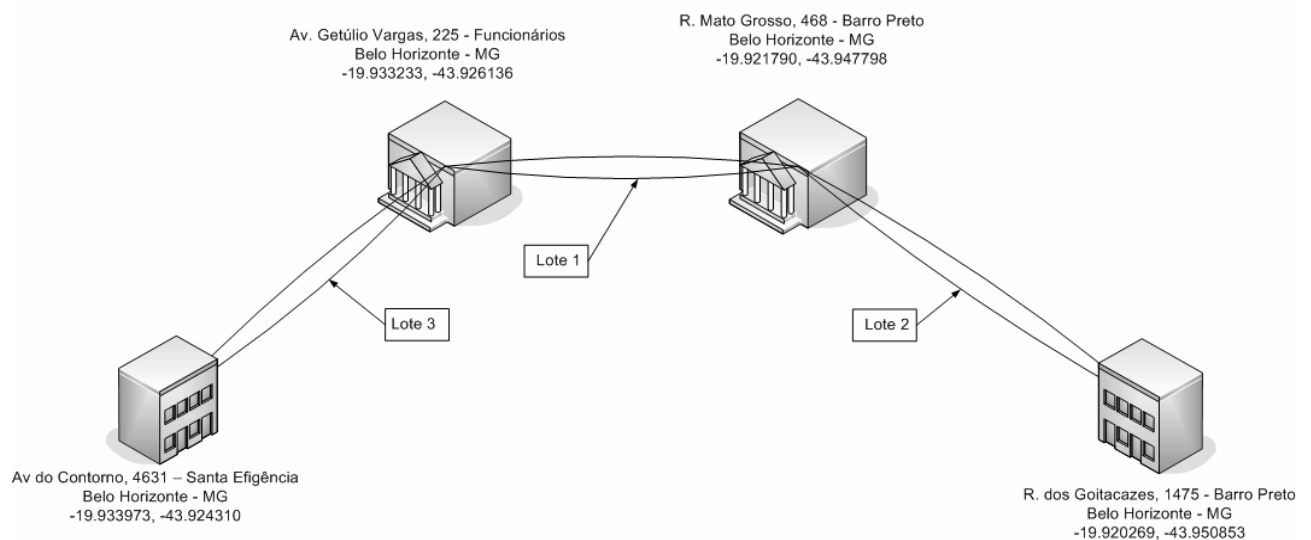 R. Mato Grosso, 468 - Barro Preto
Belo Horizonte - MG
-19.921790, -43.947798
Av. Getúlio Vargas, 225 - Funcionários
Belo Horizonte - MG
-19.933233, -43.926136
Lote 1
Lote 3
Lote 2
Av do Contorno, 4631 – Santa Efigência
Belo Horizonte - MG
-19.933973, -43.924310
R. dos Goitacazes, 1475 - Barro Preto
Belo Horizonte - MG
-19.920269, -43.950853